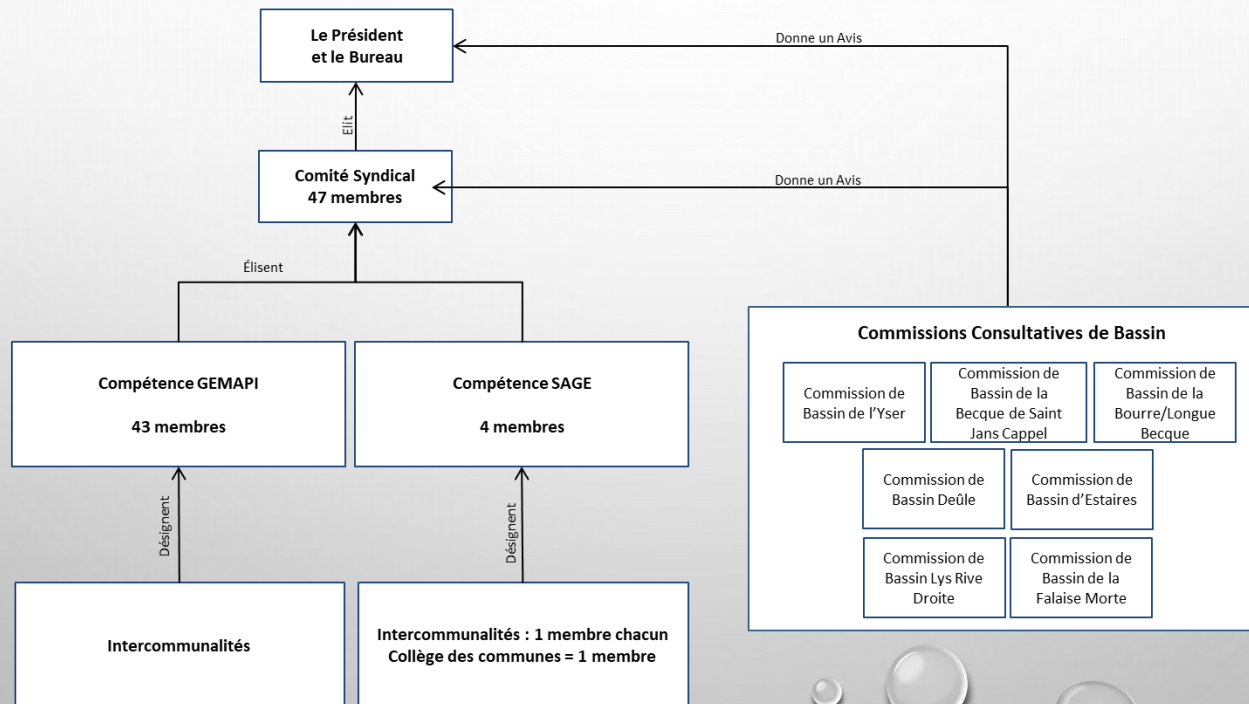 Le Président
et le Bureau
Donne un Avis
Elit
Comité Syndical
47 membres
Donne un Avis
Élisent
Compétence GEMAPI
43 membres
Compétence SAGE
4 membres
Désignent
Désignent
Intercommunalités
Intercommunalités : 1 membre chacun
Collège des communes = 1 membre
Commissions Consultatives de Bassin
Commission de
Bassin de l’Yser
Commission de
Bassin de la
Becque de Saint
Jans Cappel
Commission de
Bassin de la
Bourre/Longue
Becque
Commission de
Bassin Deûle
Commission de
Bassin d’Estaires
Commission de
Bassin Lys Rive
Droite
Commission de
Bassin de la
Falaise Morte